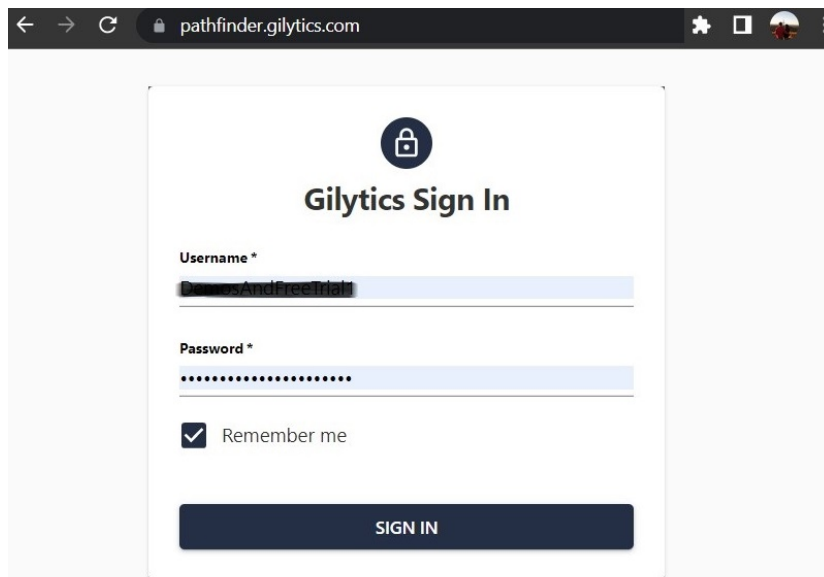 pathfinder.gilytics.com
Gilytics Sign In
Username *
Password *
••••••••••••••••••••••
Remember me
SIGN IN